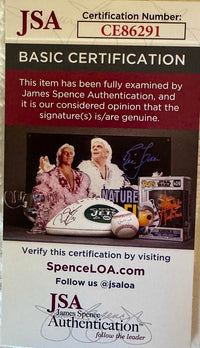 JSA
Certification Number:
CE86291
BASIC CERTIFICATION
This item has been fully examined by
James Spence Authentication, and
it is our considered opinion that the
signature(s) is/are genuine.
NATURE
JETS
Verify this certification by visiting
SpenceLOA.com
Follow us @jsaloa
JSA
James Spence
Authentication
follow the leader